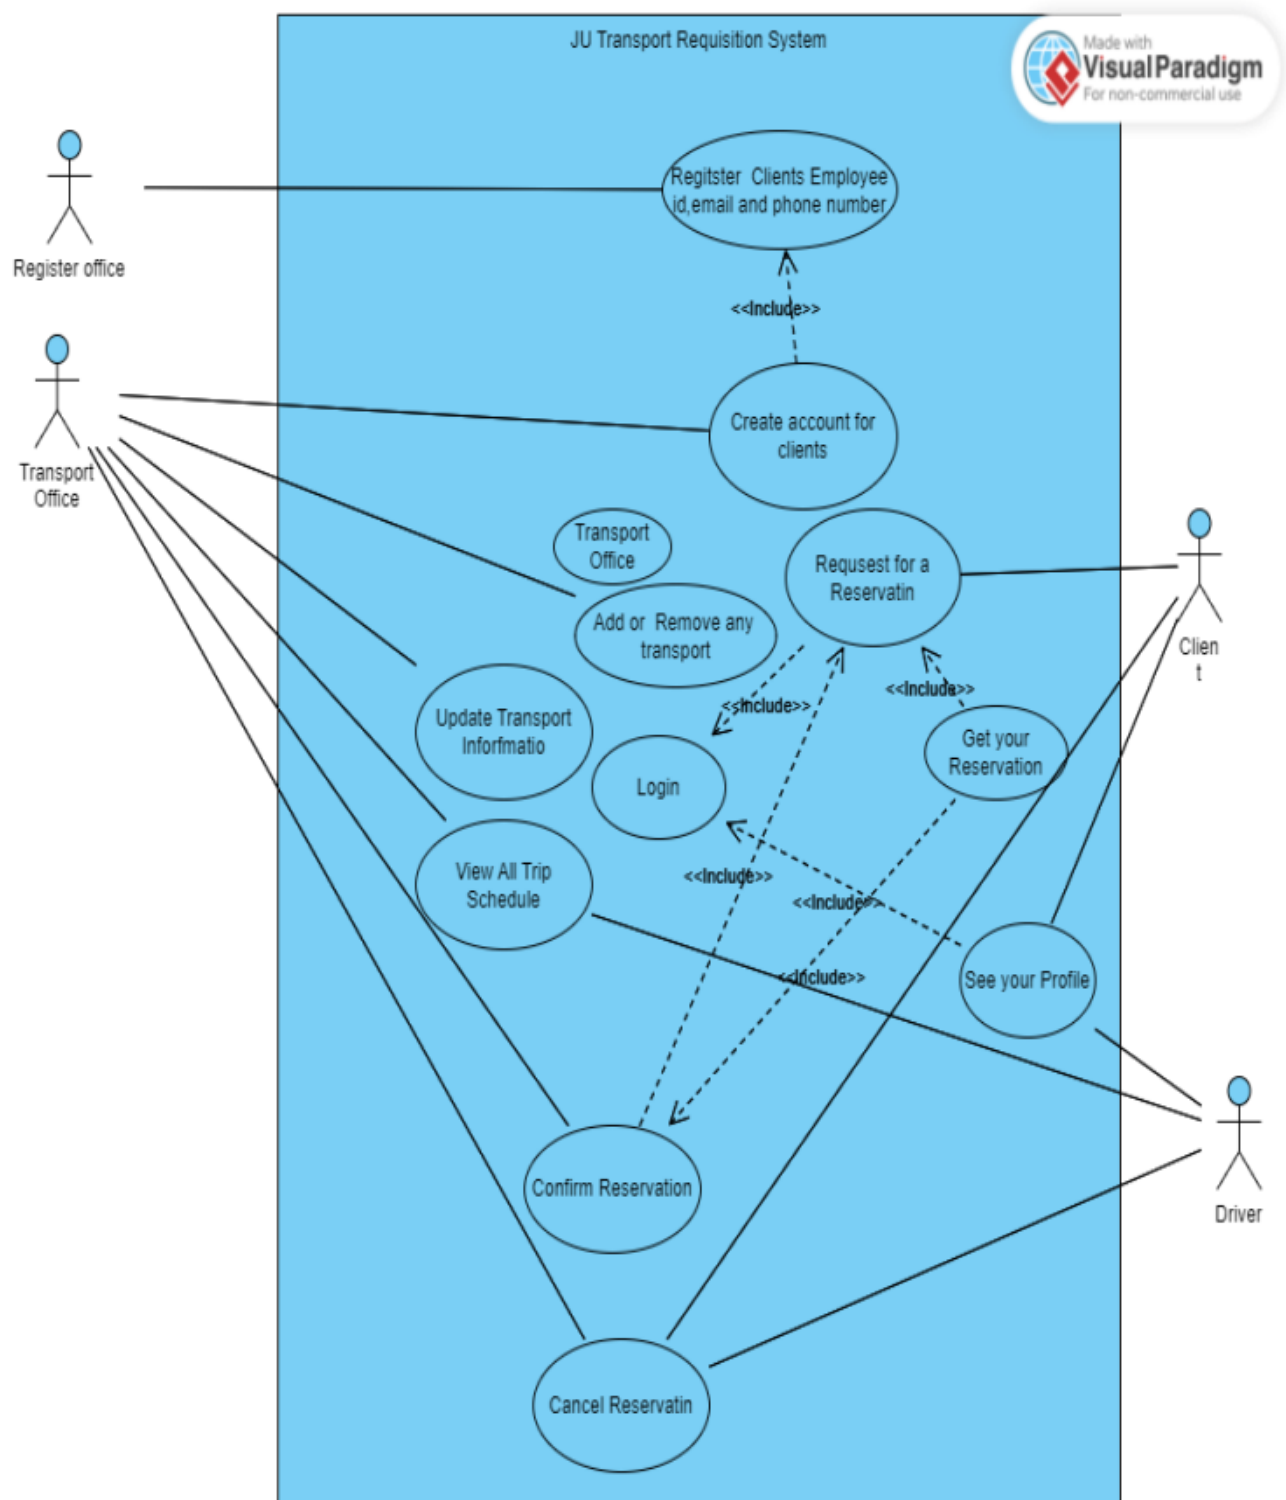 JU Transport Requisition System
Made with
Visual Paradigm
For non-commercial use
Regitster Clients Employee
id,email and phone number
Register office
<<Include>>
Transport
Office
Create account for
clients
Transport
Office
Requsest for a
Reservatin
Add or Remove any
transport
Clien
t
<<Include>>
<<Include>>
Update Transport
Inforfmatio
Get your
Reservation
Login
View All Trip
Schedule
<<Include>>
<<Include>>
<<Include>>
See your Profile
Confirm Reservation
Driver
Cancel Reservatin